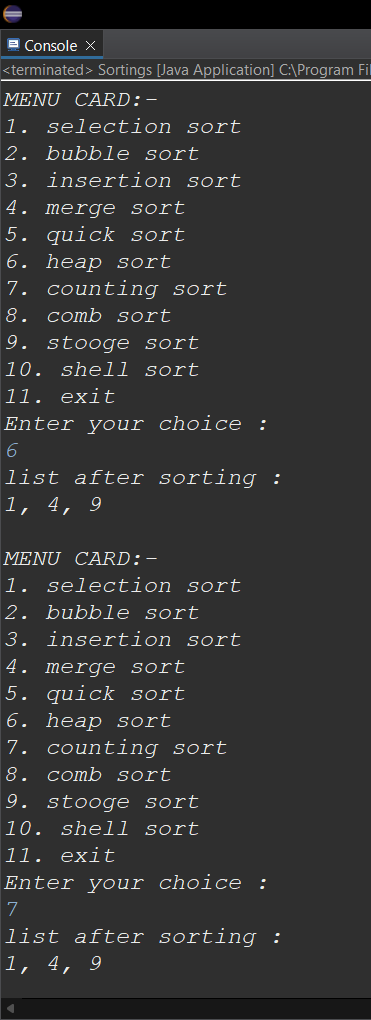 Console
<terminated> Sortings [Java Application] C:\Program Fi
MENU CARD:-
1. selection sort
2. bubble sort
3. insertion sort
4. merge sort
5. quick sort
6. heap sort
7. counting sort
8. comb sort
9. stooge sort
10. shell sort
11. exit
Enter your choice :
6
list after sorting :
1, 4, 9
MENU CARD:-
1. selection sort
2. bubble sort
3. insertion sort
4. merge sort
5. quick sort
6. heap sort
7. counting sort
8. comb sort
9. stooge sort
10. shell sort
11. exit
Enter your choice :
7
list after sorting :
1, 4, 9